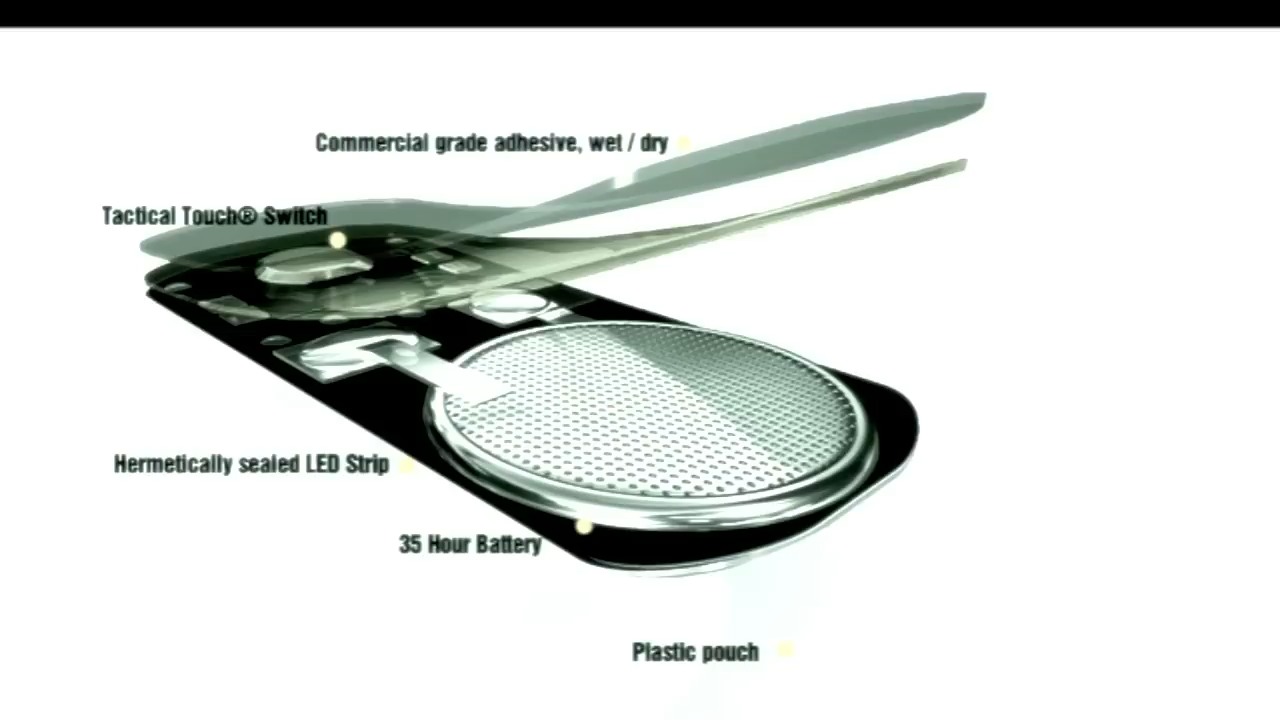 Commercial grade adhesive, wet / dry
Tactical Touch® Switch
Hermetically sealed LED Strip
35 Hour Battery
Plastic pouch